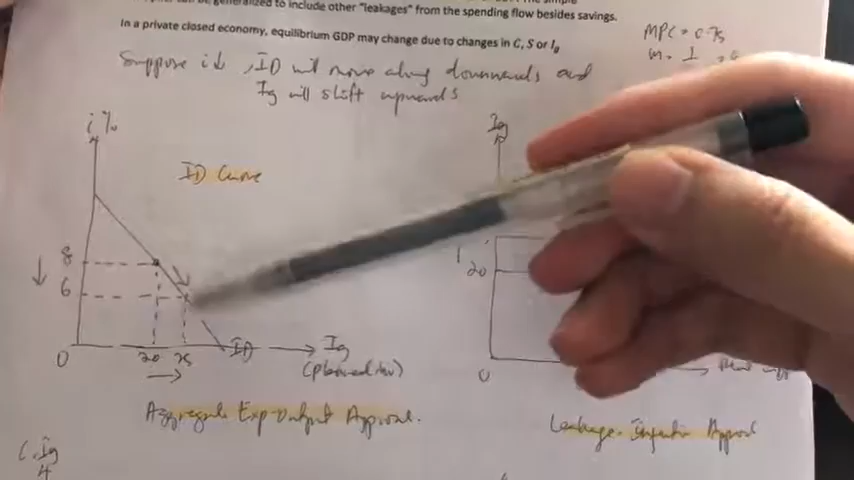 generalized to include other "leakages" from the spending flow besides savings.
In a private closed economy, equilibrium GDP may change due to changes in C, S or Ig
MPC = 0.75
Suppose i↓, ID will move along downwards and
Ig will shift upwards
i%
ID Curve
Ig
8
6
20
0
20 25
ID
Ig
(planned inv)
0
Aggregate Exp-output Approach.
Leakage-Injection Approach
C, Ig